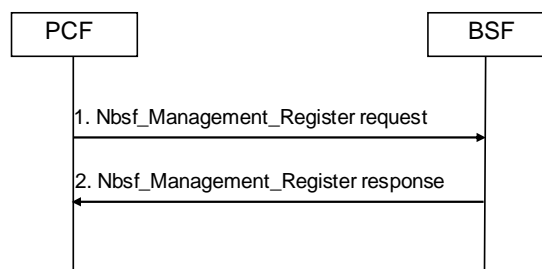 PCF
BSF
1. Nbsf_Management_Register request
2. Nbsf_Management_Register response